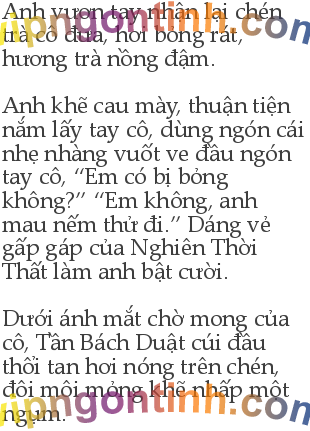 Anh vươn tay nhận lại chén
trà cô đưa, hơi bỏng rát,
hương trà nồng đậm.

Anh khẽ cau mày, thuận tiện
nắm lấy tay cô, dùng ngón cái
nhẹ nhàng vuốt ve đầu ngón
tay cô, “Em có bị bỏng
không?” “Em không, anh
mau nếm thử đi.” Dáng vẻ
gấp gáp của Nghiên Thời
Thất làm anh bật cười.

Dưới ánh mắt chờ mong của
cô, Tần Bách Duật cúi đầu
thổi tan hơi nóng trên chén,
đôi môi mỏng khẽ nhấp một
ngụm.
vipngontinh.com
vipngontinh.com